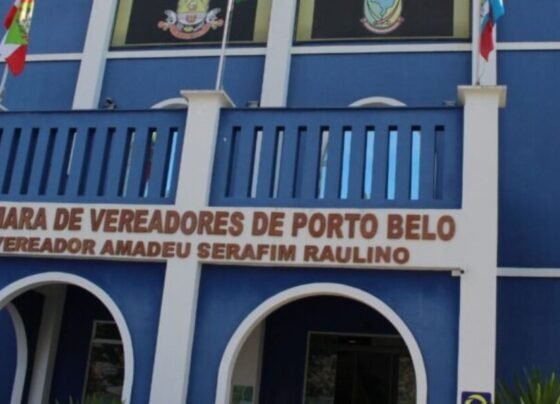 MARA DE VEREADORES DE PORTO BELO
VEREADOR AMADEU SERAFIM RAULINO